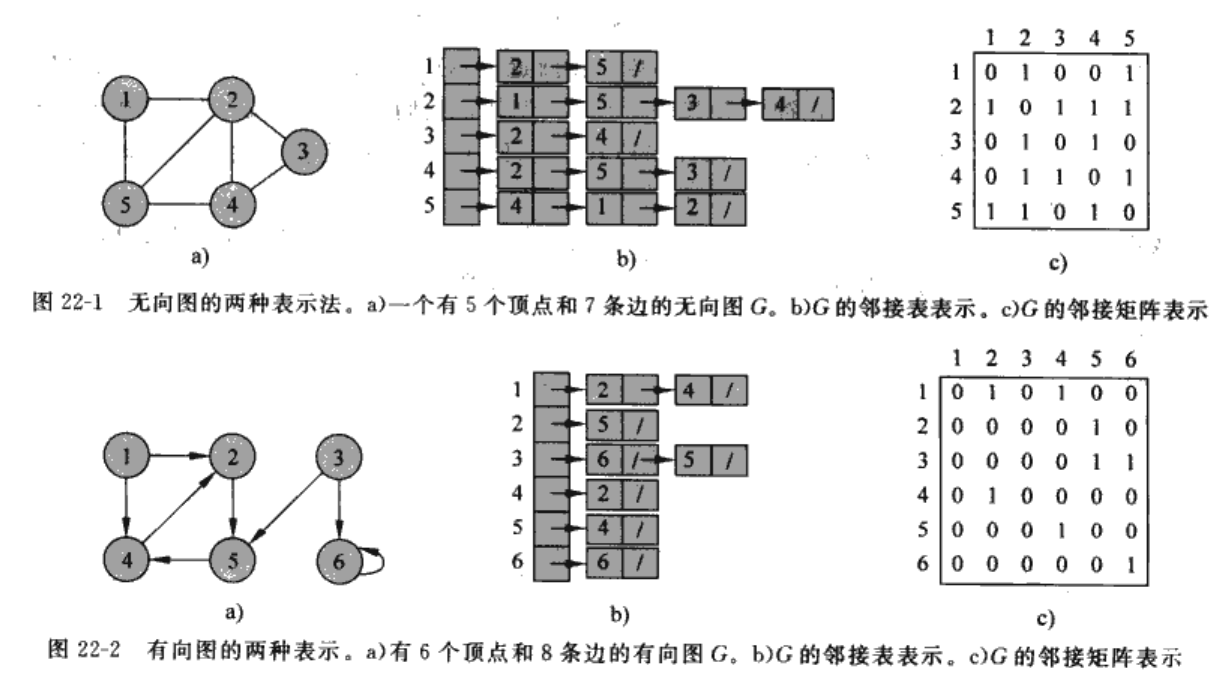 1 2 3 4 5
1 2 3 5 4
1 2 5 /
2 1 5 3 4 /
3 2 4 /
4 2 5 3 /
5 4 1 2 /
1 0 1 0 0 1
2 1 0 1 1 1
3 0 1 0 1 0
4 0 1 1 0 1
5 1 1 0 1 0
a) b) c)
图 22-1 无向图的两种表示法。a)一个有 5 个顶点和 7 条边的无向图 G。b)G 的邻接表表示。c)G 的邻接矩阵表示
1 2 3 4 5 6
1 2 3 4 5 6
1 2 4 /
2 5 /
3 6 / 5 /
4 2 /
5 4 /
6 6 /
1 0 1 0 1 0 0
2 0 0 0 0 1 0
3 0 0 0 0 1 1
4 0 1 0 0 0 0
5 0 0 0 1 0 0
6 0 0 0 0 0 1
a) b) c)
图 22-2 有向图的两种表示。a)有 6 个顶点和 8 条边的有向图 G。b)G 的邻接表表示。c)G 的邻接矩阵表示